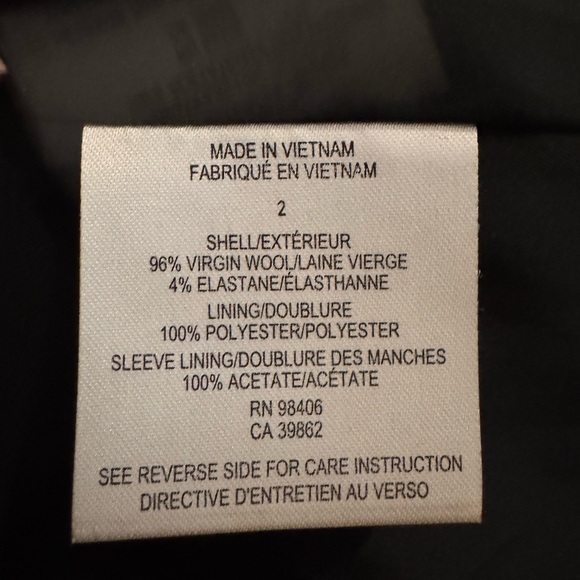 MADE IN VIETNAM
FABRIQUÉ EN VIETNAM
2
SHELL/EXTÉRIEUR
96% VIRGIN WOOL/LAINE VIERGE
4% ELASTANE/ÉLASTHANNE
LINING/DOUBLURE
100% POLYESTER/POLYESTER
SLEEVE LINING/DOUBLURE DES MANCHES
100% ACETATE/ACÉTATE
RN 98406
CA 39862
SEE REVERSE SIDE FOR CARE INSTRUCTION
DIRECTIVE D'ENTRETIEN AU VERSO